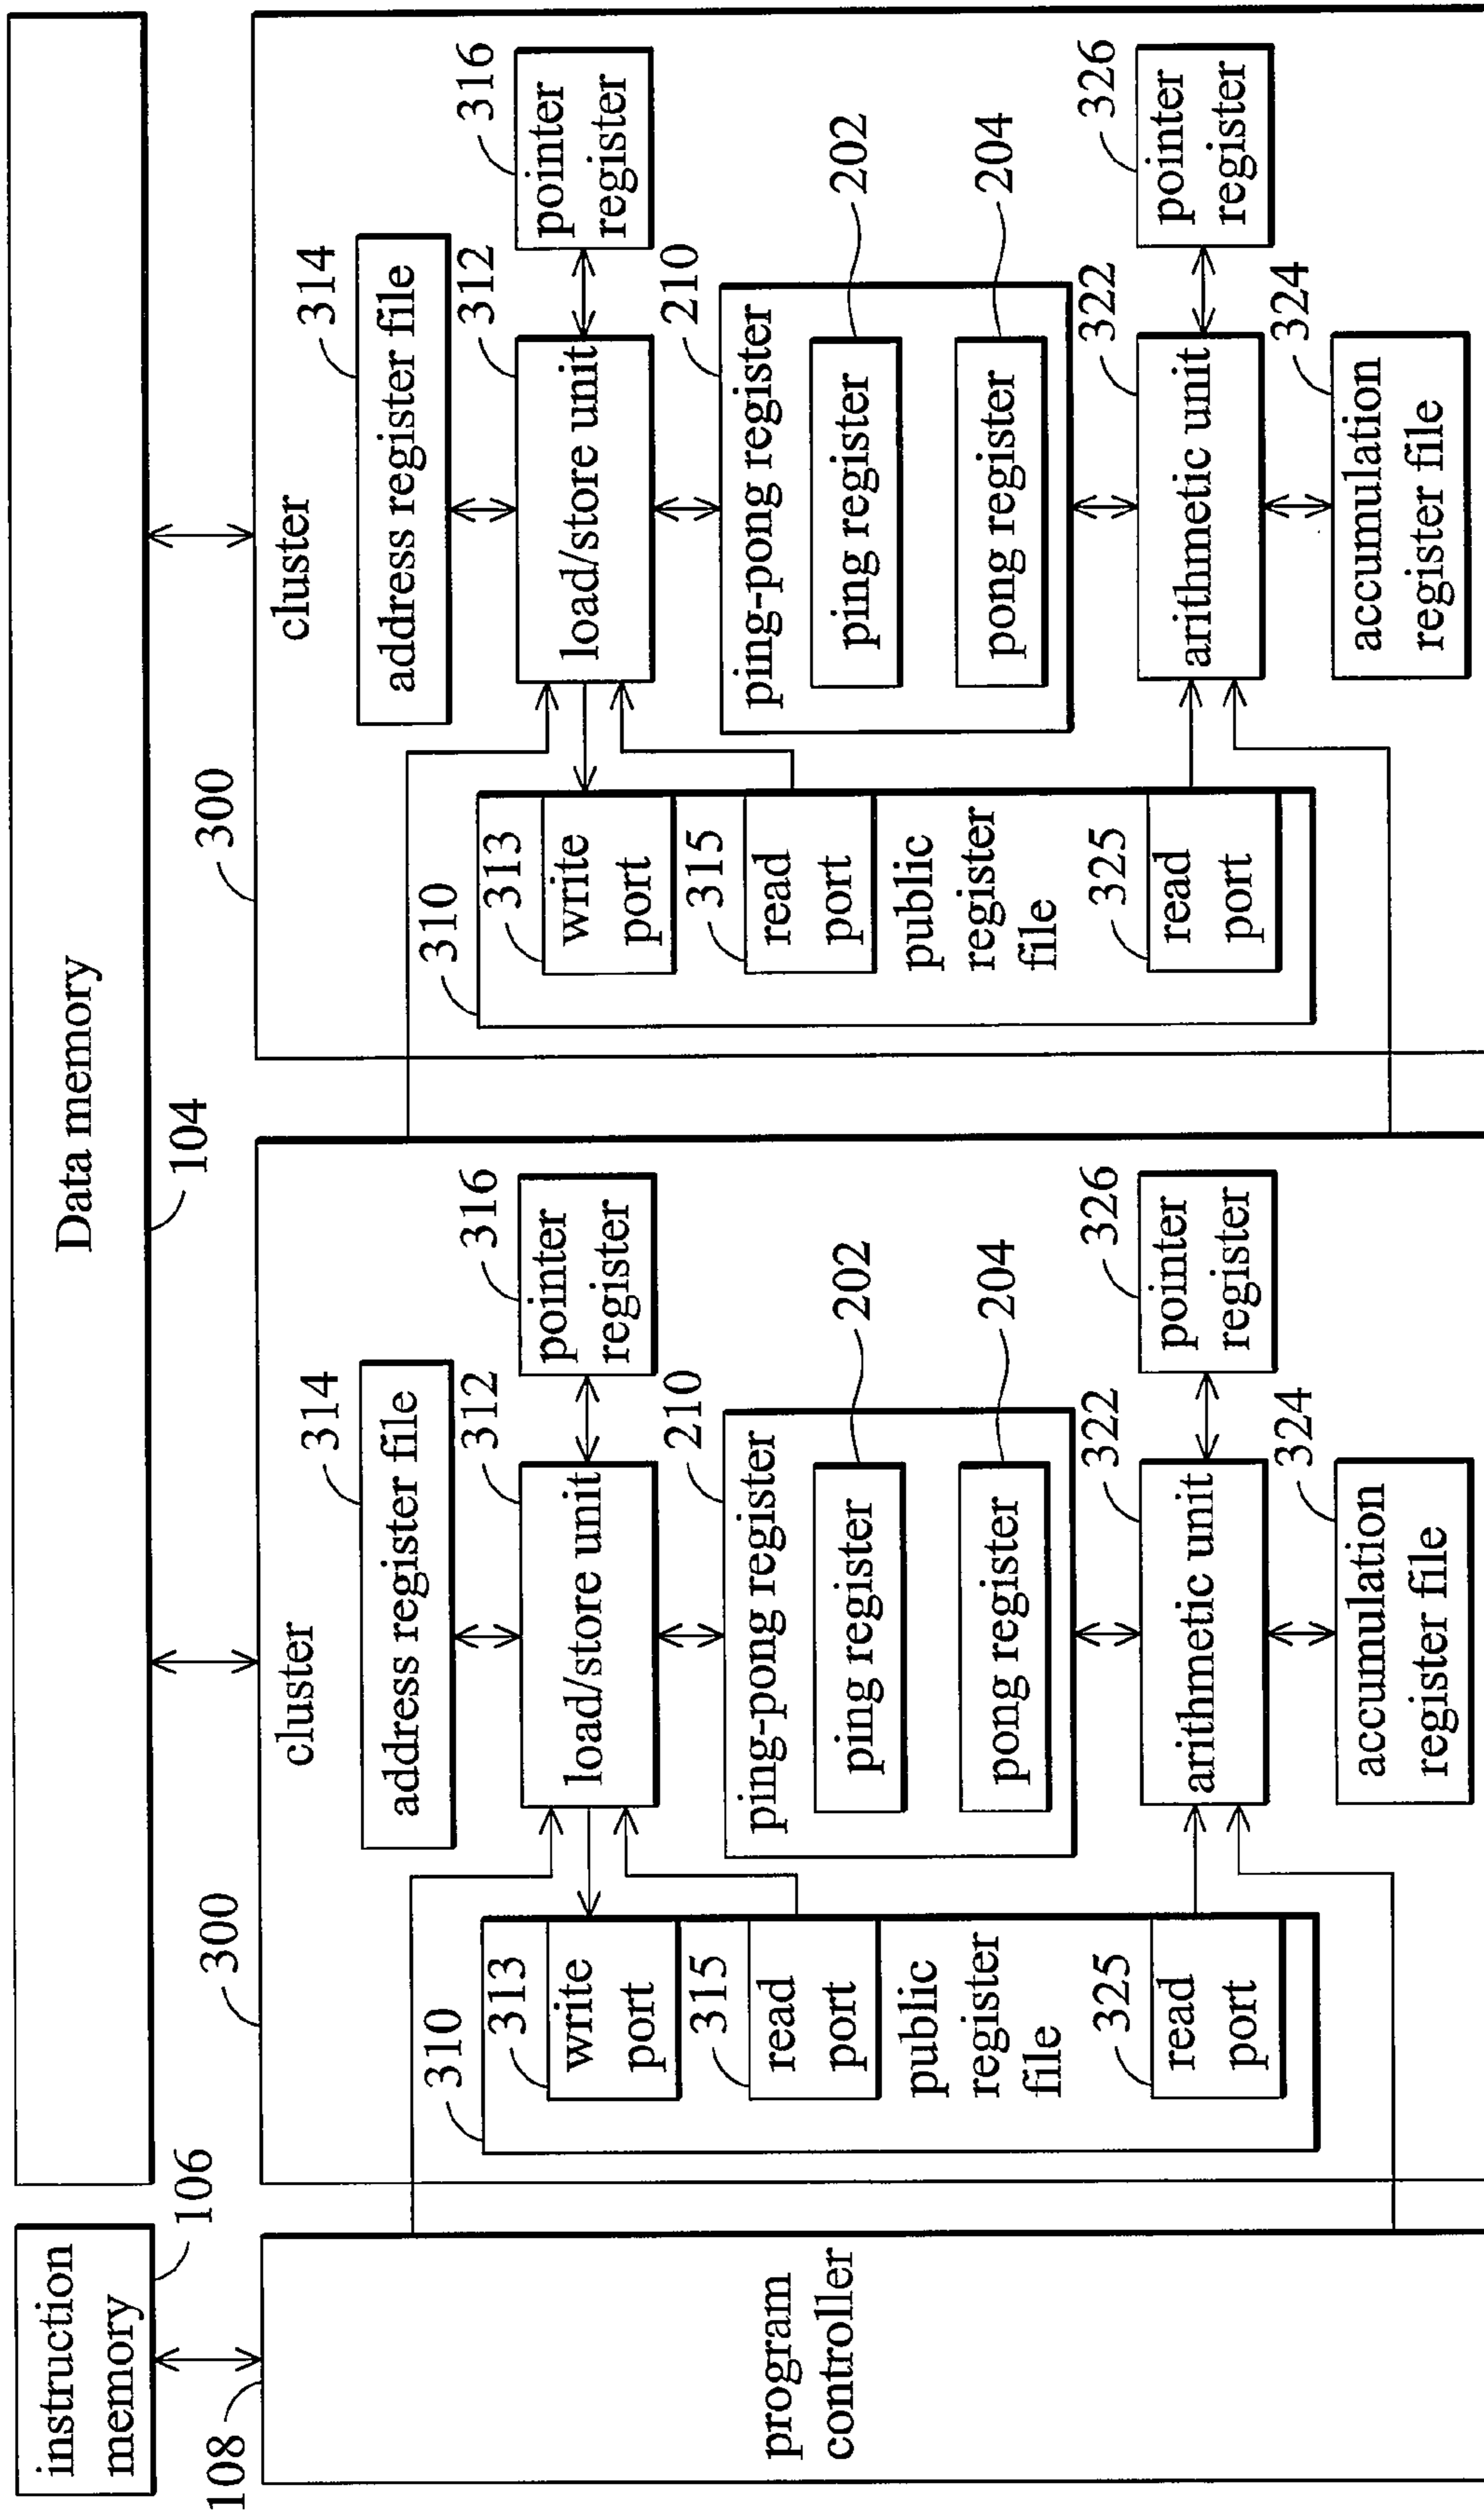 instruction
memory
106
108
program
controller
Data memory
104
300
cluster
314
address register file
312
load/store unit
316
pointer
register
310
313
write
port
315
read
port
public
register
file
325
read
port
210
ping-pong register
202
ping register
204
pong register
322
arithmetic unit
326
pointer
register
324
accumulation
register file
300
cluster
314
address register file
312
load/store unit
316
pointer
register
310
313
write
port
315
read
port
public
register
file
325
read
port
210
ping-pong register
202
ping register
204
pong register
322
arithmetic unit
326
pointer
register
324
accumulation
register file